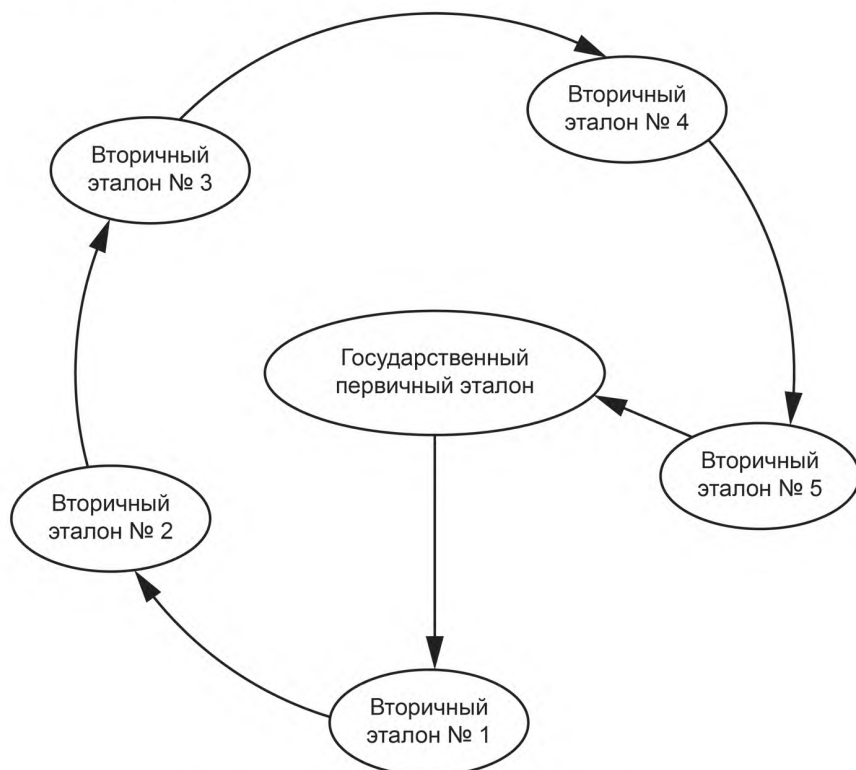 Вторичный
эталон № 4
Вторичный
эталон № 3
Государственный
первичный эталон
Вторичный
эталон № 5
Вторичный
эталон № 2
Вторичный
эталон № 1